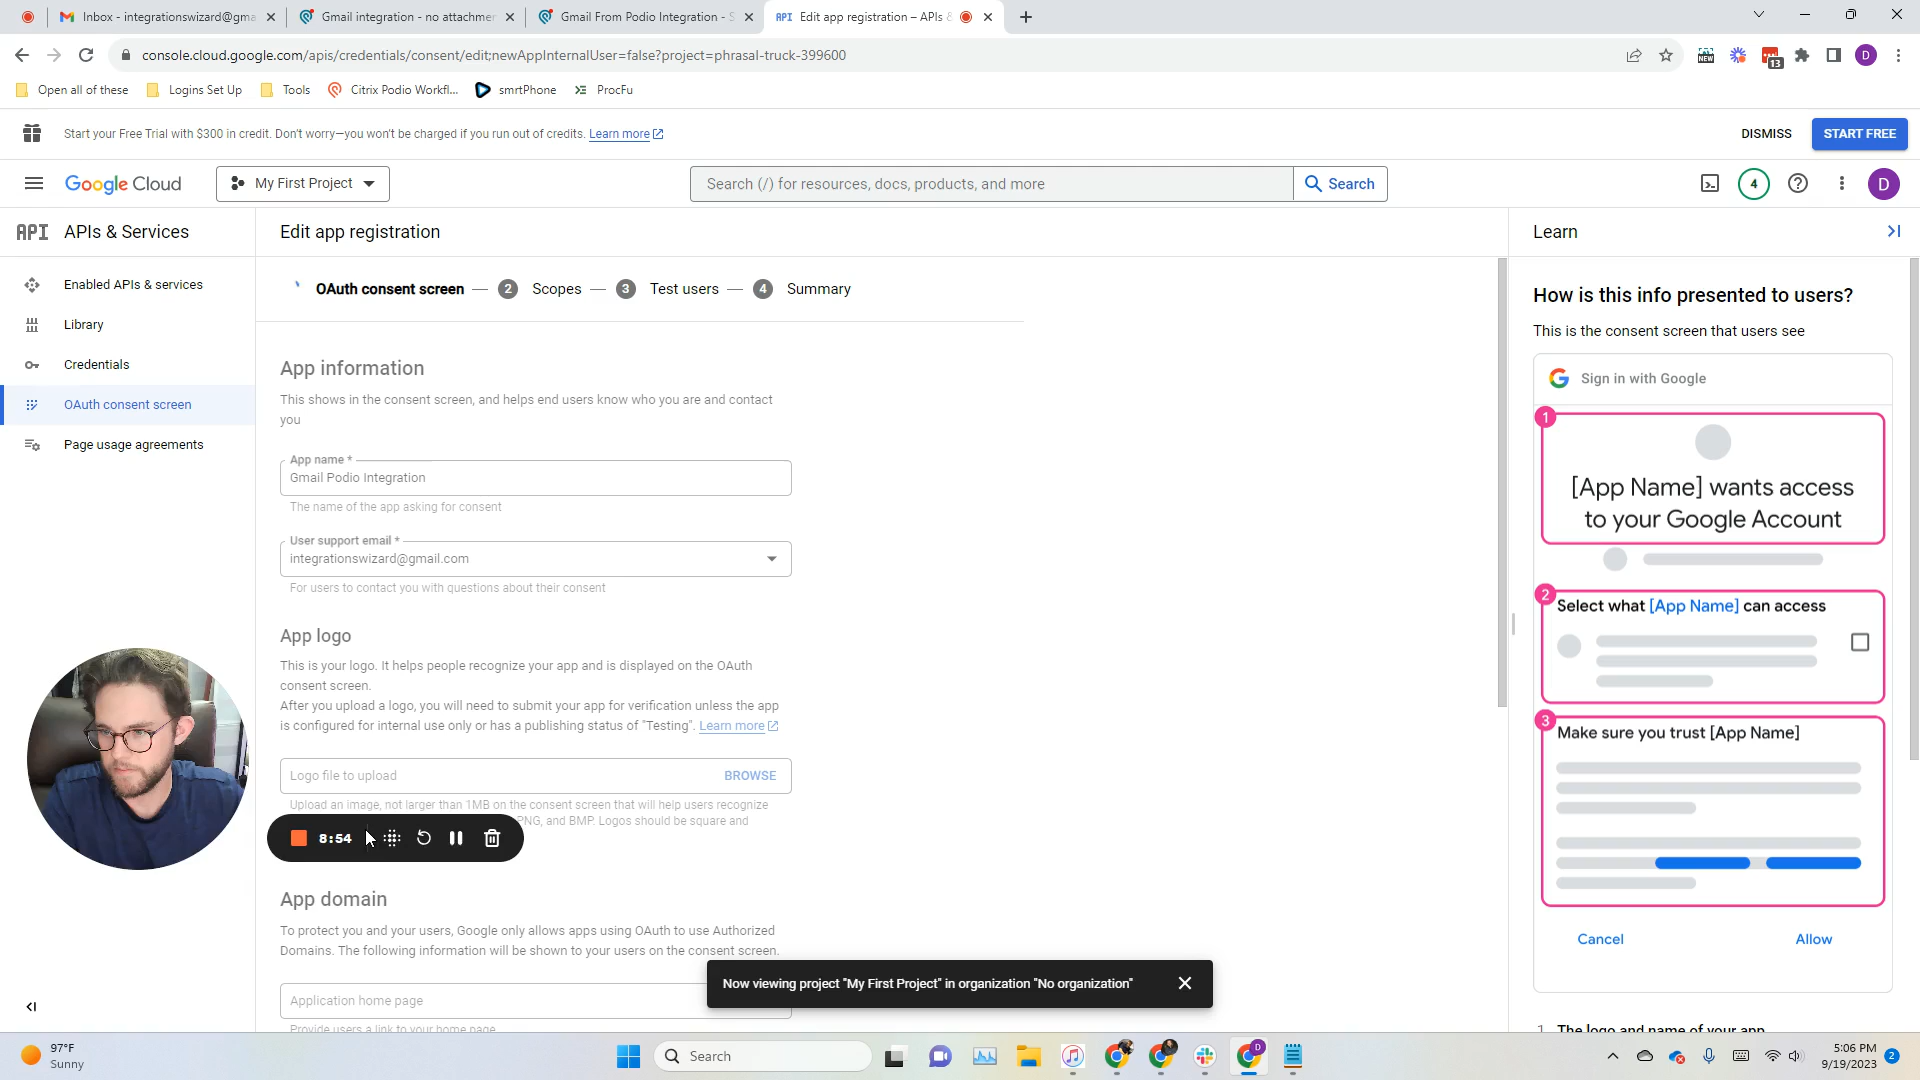 Inbox - integrationswizard@gma
Gmail integration - no attachmen
Gmail From Podio Integration - S
API Edit app registration – APIs &
console.cloud.google.com/apis/credentials/consent/edit;newAppInternalUser=false?project=phrasal-truck-399600
NEW
13
D
Open all of these
Logins Set Up
Tools
Citrix Podio Workfl...
smrtPhone
ProcFu
Start your Free Trial with $300 in credit. Don't worry—you won't be charged if you run out of credits. Learn more
DISMISS
START FREE
Google Cloud
My First Project
Search (/) for resources, docs, products, and more
Search
4
D
API APIs & Services
Edit app registration
Learn
Enabled APIs & services
Library
Credentials
OAuth consent screen
Page usage agreements
OAuth consent screen — 2 Scopes — 3 Test users — 4 Summary
App information
This shows in the consent screen, and helps end users know who you are and contact
you
App name *
Gmail Podio Integration
The name of the app asking for consent
User support email *
integrationswizard@gmail.com
For users to contact you with questions about their consent
App logo
This is your logo. It helps people recognize your app and is displayed on the OAuth
consent screen.
After you upload a logo, you will need to submit your app for verification unless the app
is configured for internal use only or has a publishing status of "Testing". Learn more
Logo file to upload
BROWSE
Upload an image, not larger than 1MB on the consent screen that will help users recognize
PNG, and BMP. Logos should be square and
8:54
App domain
To protect you and your users, Google only allows apps using OAuth to use Authorized
Domains. The following information will be shown to your users on the consent screen.
Application home page
Provide users a link to your home page
Now viewing project "My First Project" in organization "No organization"
How is this info presented to users?
This is the consent screen that users see
Sign in with Google
1
[App Name] wants access
to your Google Account
2
Select what [App Name] can access
3
Make sure you trust [App Name]
Cancel
Allow
1. The logo and name of your app
97°F
Sunny
Search
D
5:06 PM
9/19/2023
2